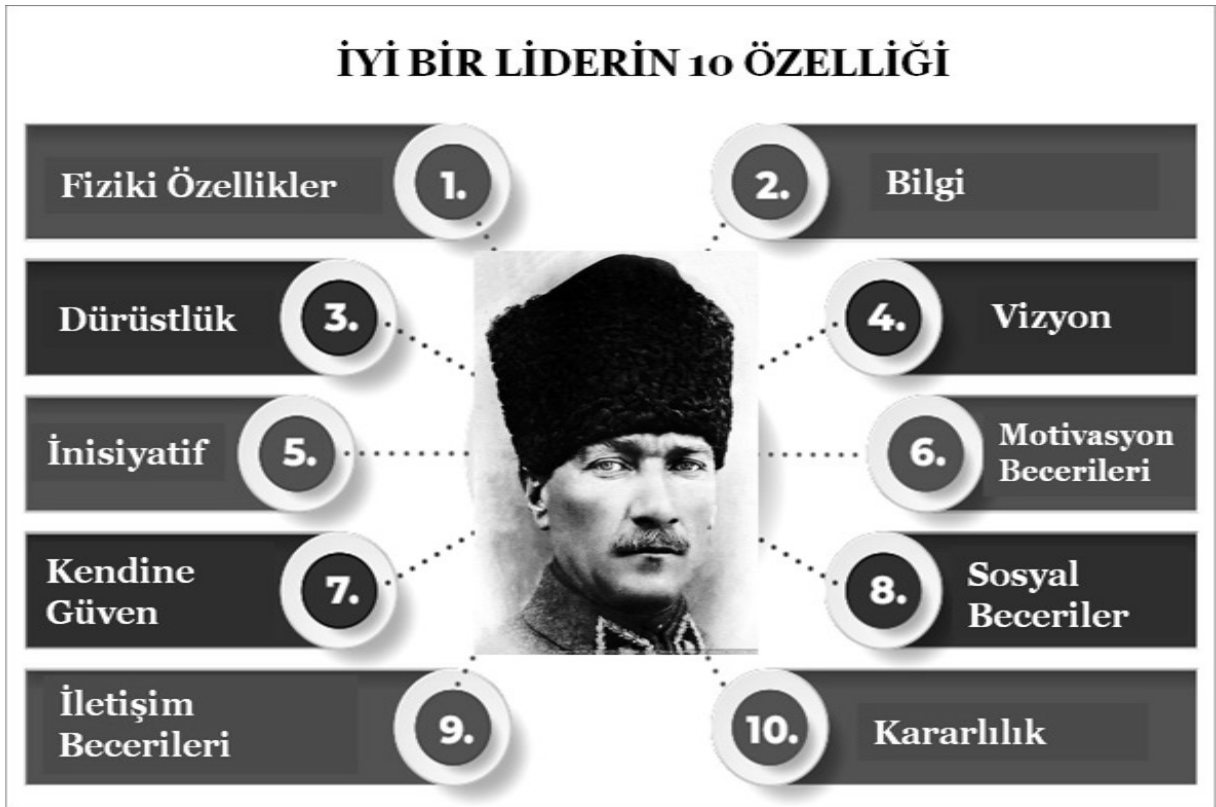 İYİ BİR LİDERİN 10 ÖZELLİĞİ
Fiziki Özellikler
1.
2.
Bilgi
Dürüstlük
3.
4.
Vizyon
İnisiyatif
5.
6.
Motivasyon
Becerileri
Kendine
Güven
7.
8.
Sosyal
Beceriler
İletişim
Becerileri
9.
10.
Kararlılık